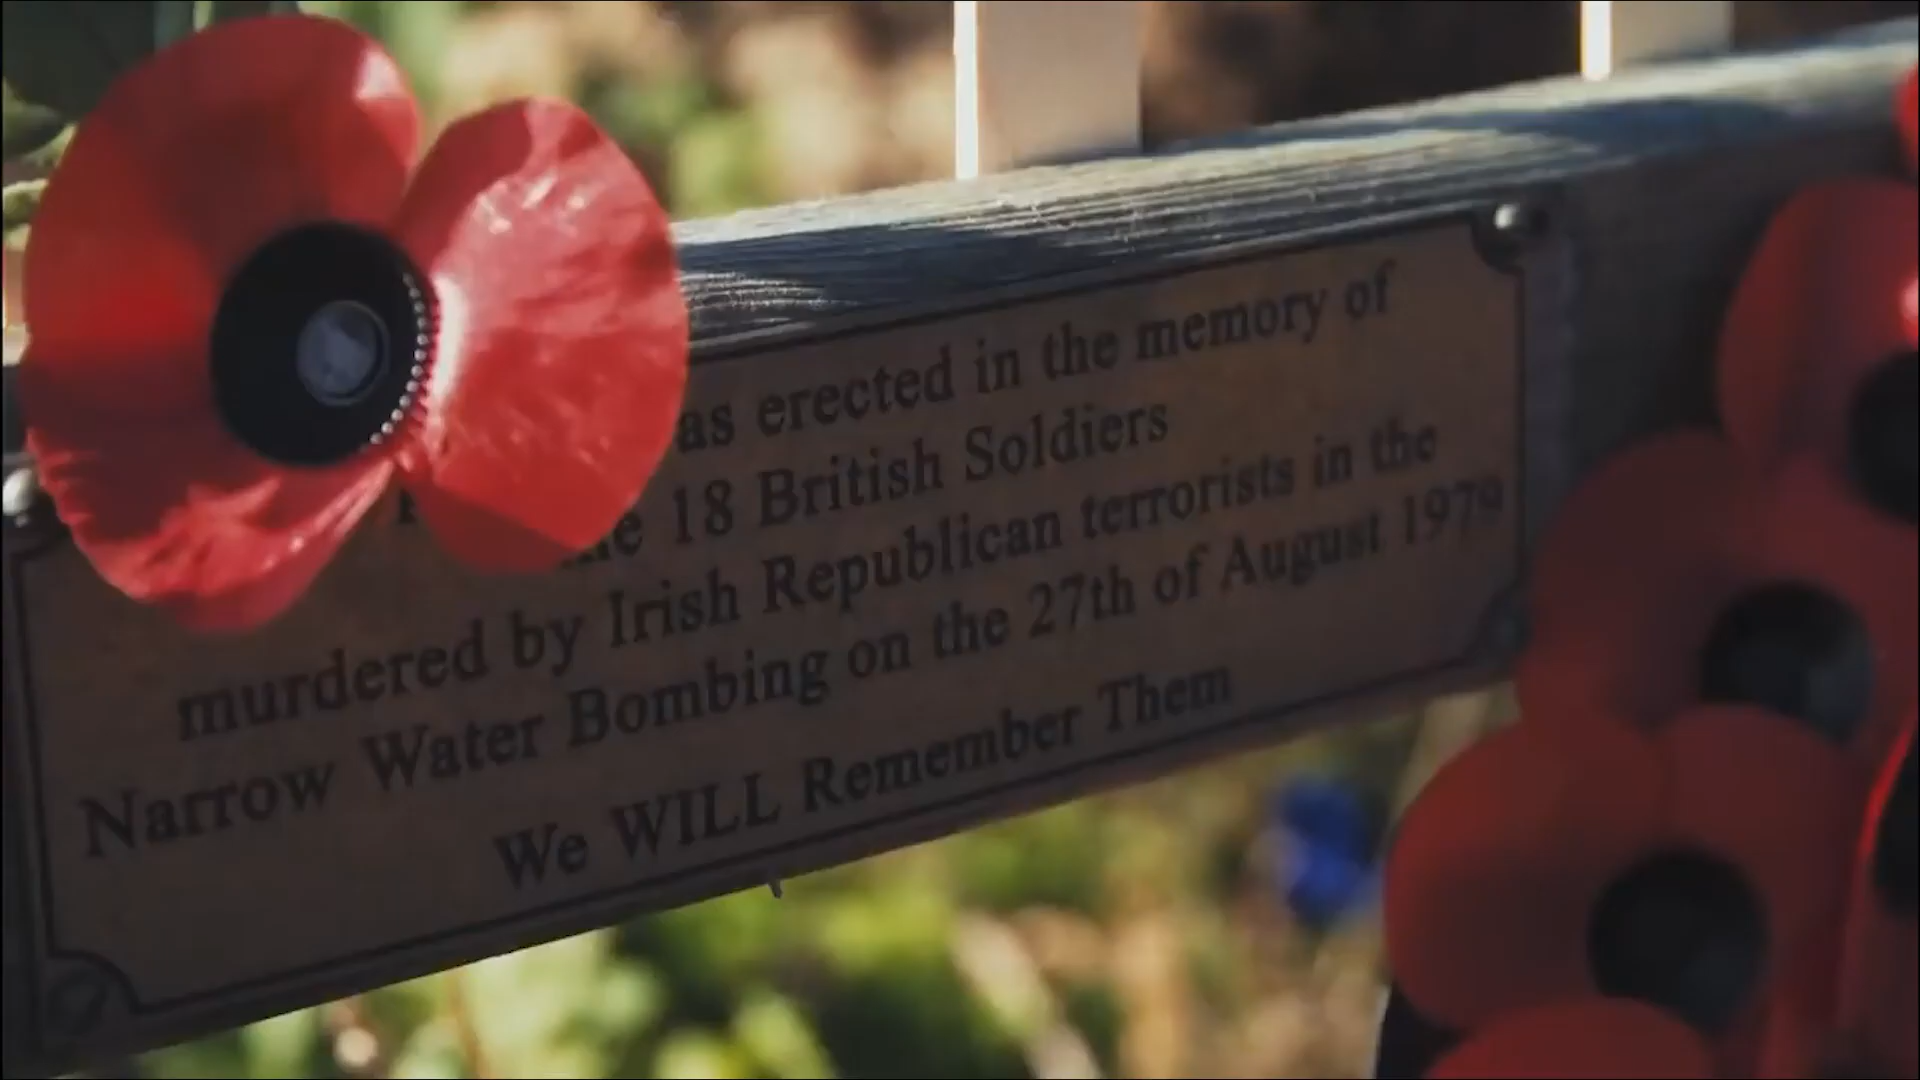 as erected in the memory of
18 British Soldiers
murdered by Irish Republican terrorists in the
Narrow Water Bombing on the 27th of August 1979
We WILL Remember Them